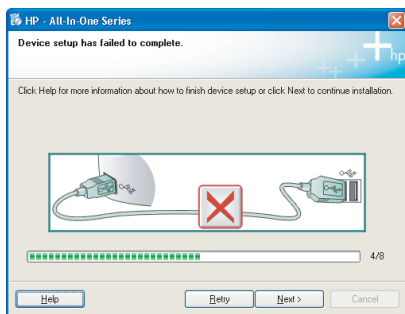 HP - All-In-One Series
Device setup has failed to complete.
hp
Click Help for more information about how to finish device setup or click Next to continue installation.
4/8
Help
Retry
Next >
Cancel